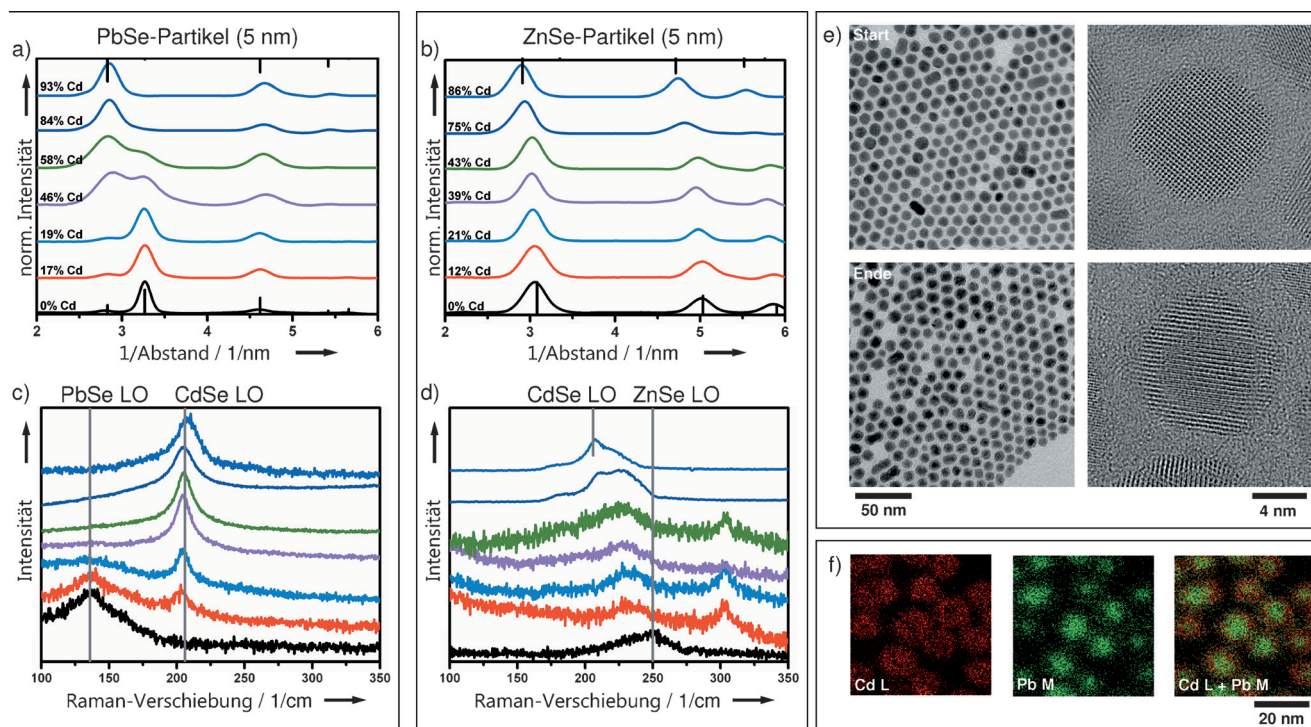 PbSe-Partikel (5 nm)
a)
93% Cd
84% Cd
58% Cd
46% Cd
19% Cd
17% Cd
0% Cd
norm. Intensität
2 3 4 5 6
1/Abstand / 1/nm
ZnSe-Partikel (5 nm)
b)
86% Cd
75% Cd
43% Cd
39% Cd
21% Cd
12% Cd
0% Cd
norm. Intensität
2 3 4 5 6
1/Abstand / 1/nm
c)
PbSe LO CdSe LO
Intensität
100 150 200 250 300 350
Raman-Verschiebung / 1/cm
d)
CdSe LO ZnSe LO
Intensität
100 150 200 250 300 350
Raman-Verschiebung / 1/cm
e)
Start
Ende
50 nm
4 nm
f)
Cd L
Pb M
Cd L + Pb M
20 nm